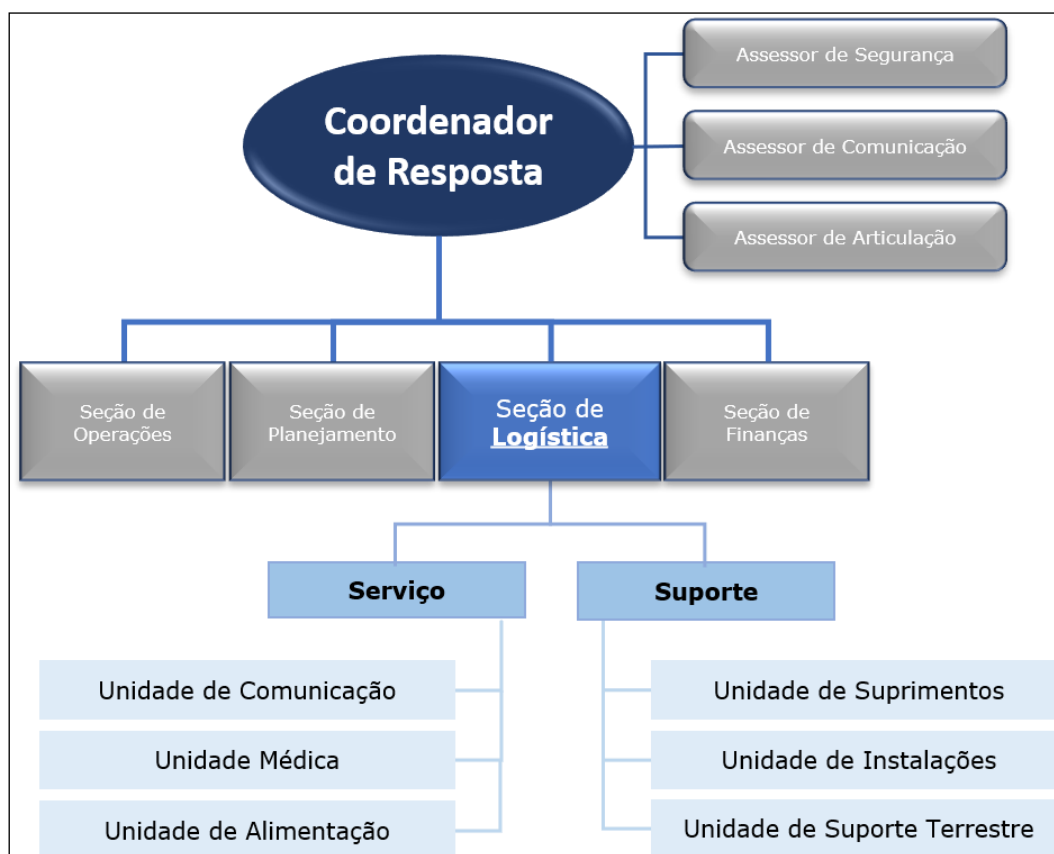 Coordenador
de Resposta
Assessor de Segurança
Assessor de Comunicação
Assessor de Articulação
Seção de
Operações
Seção de
Planejamento
Seção de
Logística
Seção de
Finanças
Serviço
Suporte
Unidade de Comunicação
Unidade Médica
Unidade de Alimentação
Unidade de Suprimentos
Unidade de Instalações
Unidade de Suporte Terrestre